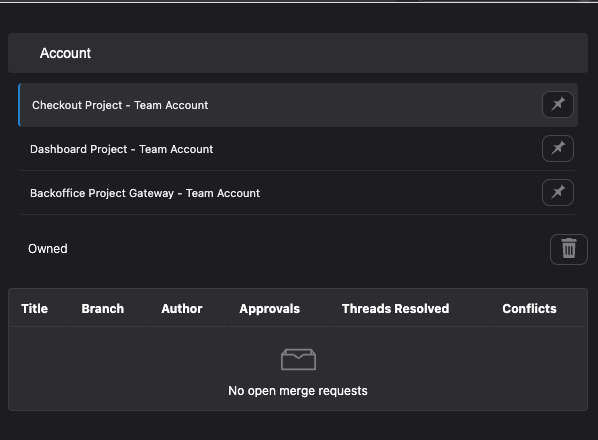 Account
Checkout Project - Team Account
Dashboard Project - Team Account
Backoffice Project Gateway - Team Account
Owned
Title Branch Author Approvals Threads Resolved Conflicts
No open merge requests